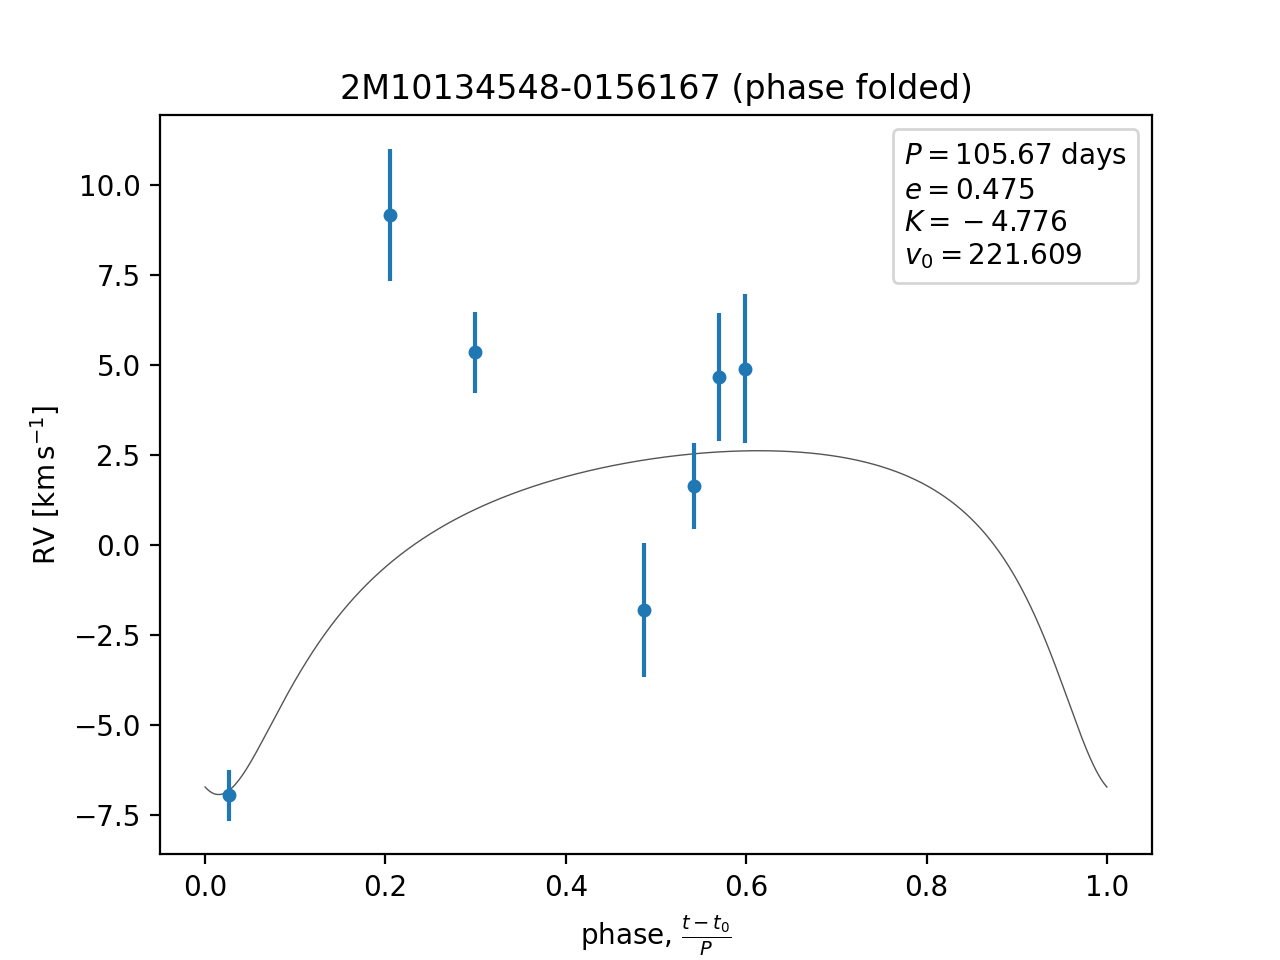 2M10134548-0156167 (phase folded)
P = 105.67 days
e = 0.475
K = −4.776
v₀ = 221.609
RV [km s⁻¹]
10.0
7.5
5.0
2.5
0.0
−2.5
−5.0
−7.5
0.0 0.2 0.4 0.6 0.8 1.0
phase, (t − t₀)/P